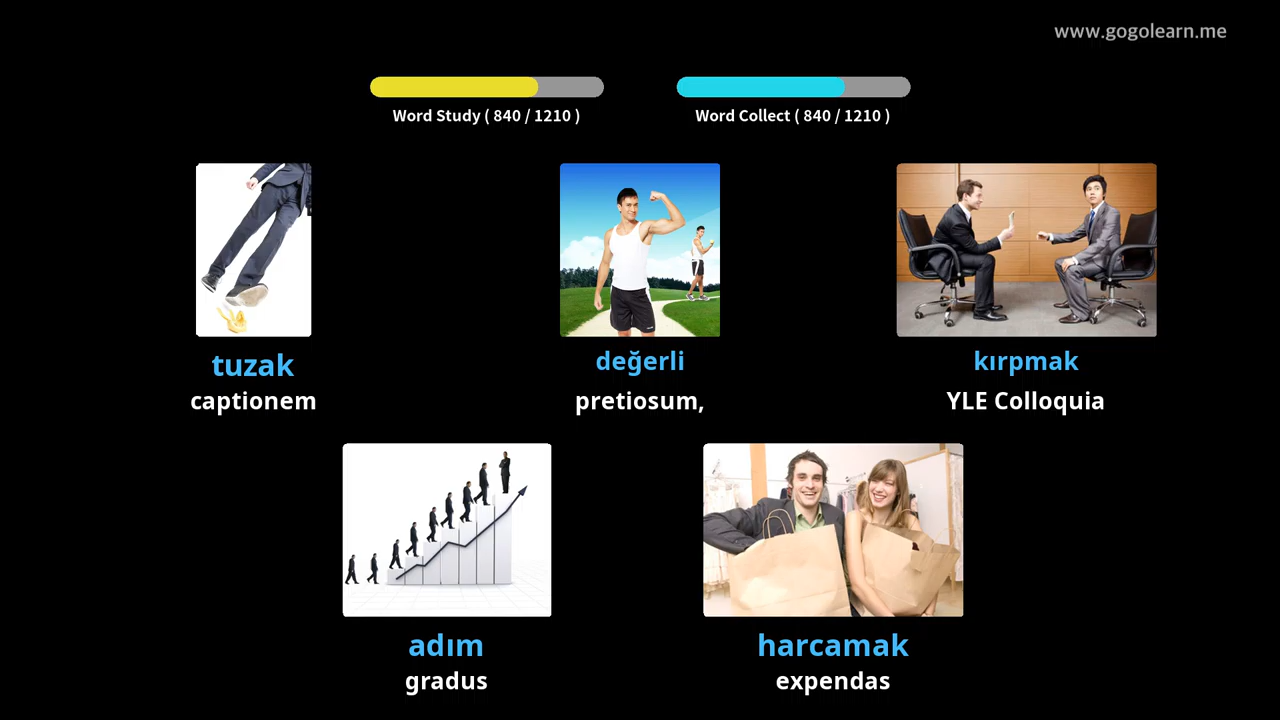 www.gogolearn.me
Word Study ( 840 / 1210 )
Word Collect ( 840 / 1210 )
tuzak
captionem
değerli
pretiosum,
kırpmak
YLE Colloquia
adım
gradus
harcamak
expendas